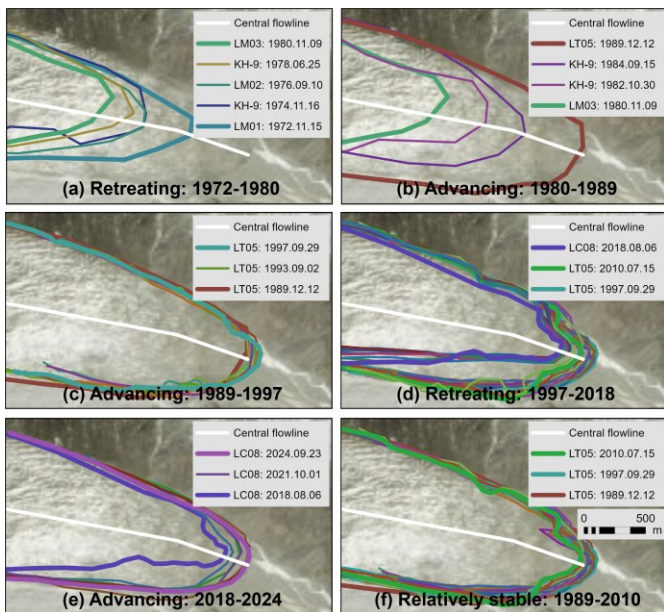 Central flowline
LM03: 1980.11.09
KH-9: 1978.06.25
LM02: 1976.09.10
KH-9: 1974.11.16
LM01: 1972.11.15
(a) Retreating: 1972-1980
Central flowline
LT05: 1989.12.12
KH-9: 1984.09.15
KH-9: 1982.10.30
LM03: 1980.11.09
(b) Advancing: 1980-1989
Central flowline
LT05: 1997.09.29
LT05: 1993.09.02
LT05: 1989.12.12
(c) Advancing: 1989-1997
Central flowline
LC08: 2018.08.06
LT05: 2010.07.15
LT05: 1997.09.29
(d) Retreating: 1997-2018
Central flowline
LC08: 2024.09.23
LC08: 2021.10.01
LC08: 2018.08.06
(e) Advancing: 2018-2024
Central flowline
LT05: 2010.07.15
LT05: 1997.09.29
LT05: 1989.12.12
0 500
m
(f) Relatively stable: 1989-2010